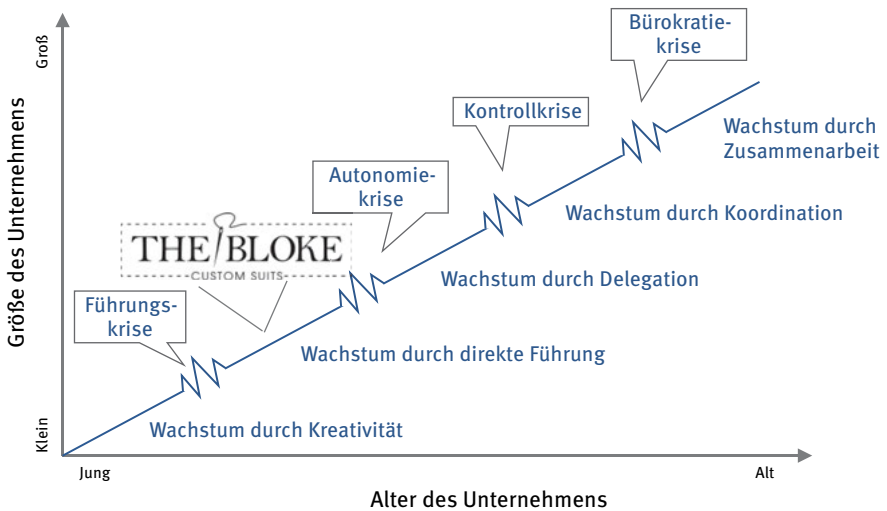 Groß
Größe des Unternehmens
Klein
Bürokratie-
krise
Kontrollkrise
Wachstum durch
Zusammenarbeit
Autonomie-
krise
Wachstum durch Koordination
THE BLOKE
CUSTOM SUITS
Wachstum durch Delegation
Führungs-
krise
Wachstum durch direkte Führung
Wachstum durch Kreativität
Jung
Alt
Alter des Unternehmens